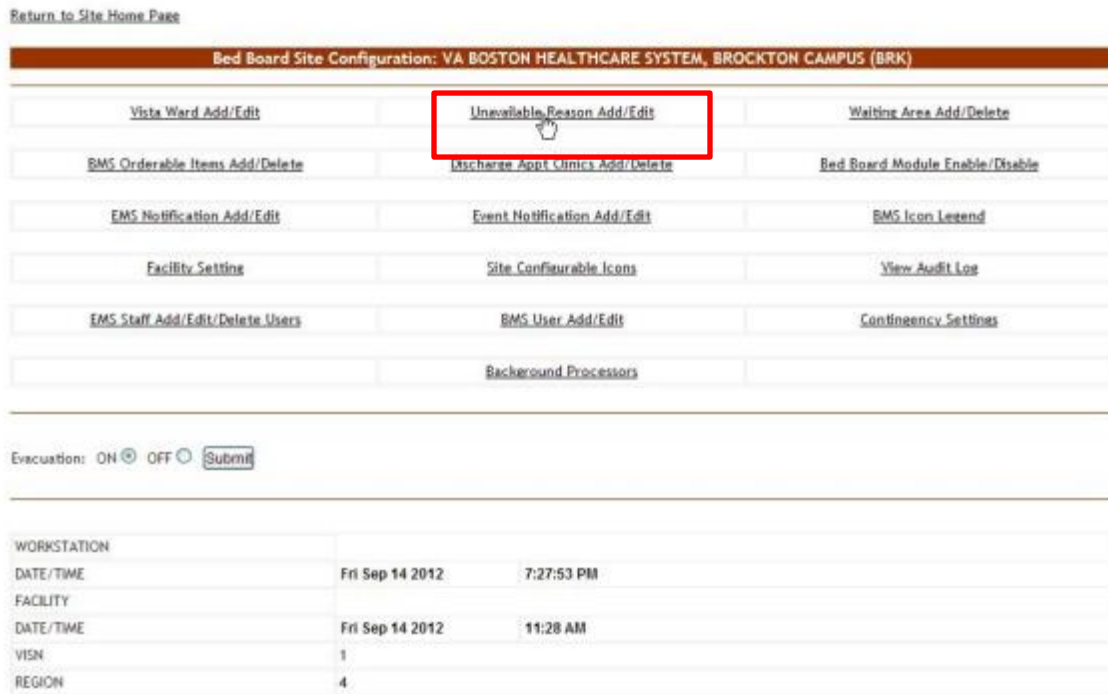 Return to Site Home Page
Bed Board Site Configuration: VA BOSTON HEALTHCARE SYSTEM, BROCKTON CAMPUS (BRK)
Vista Ward Add/Edit Unavailable Reason Add/Edit Waiting Area Add/Delete
BMS Orderable Items Add/Delete Discharge Appt Clinics Add/Delete Bed Board Module Enable/Disable
EMS Notification Add/Edit Event Notification Add/Edit BMS Icon Legend
Facility Setting Site Configurable Icons View Audit Log
EMS Staff Add/Edit/Delete Users BMS User Add/Edit Contingency Settings
Background Processors
Evacuation: ON OFF Submit
WORKSTATION
DATE/TIME Fri Sep 14 2012 7:27:53 PM
FACILITY
DATE/TIME Fri Sep 14 2012 11:28 AM
VISN 1
REGION 4